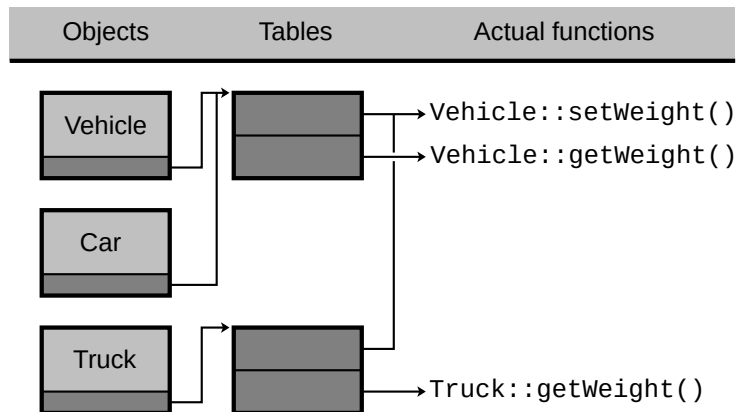 Objects Tables Actual functions
Vehicle Vehicle::setWeight()
Vehicle::getWeight()
Car
Truck
Truck::getWeight()